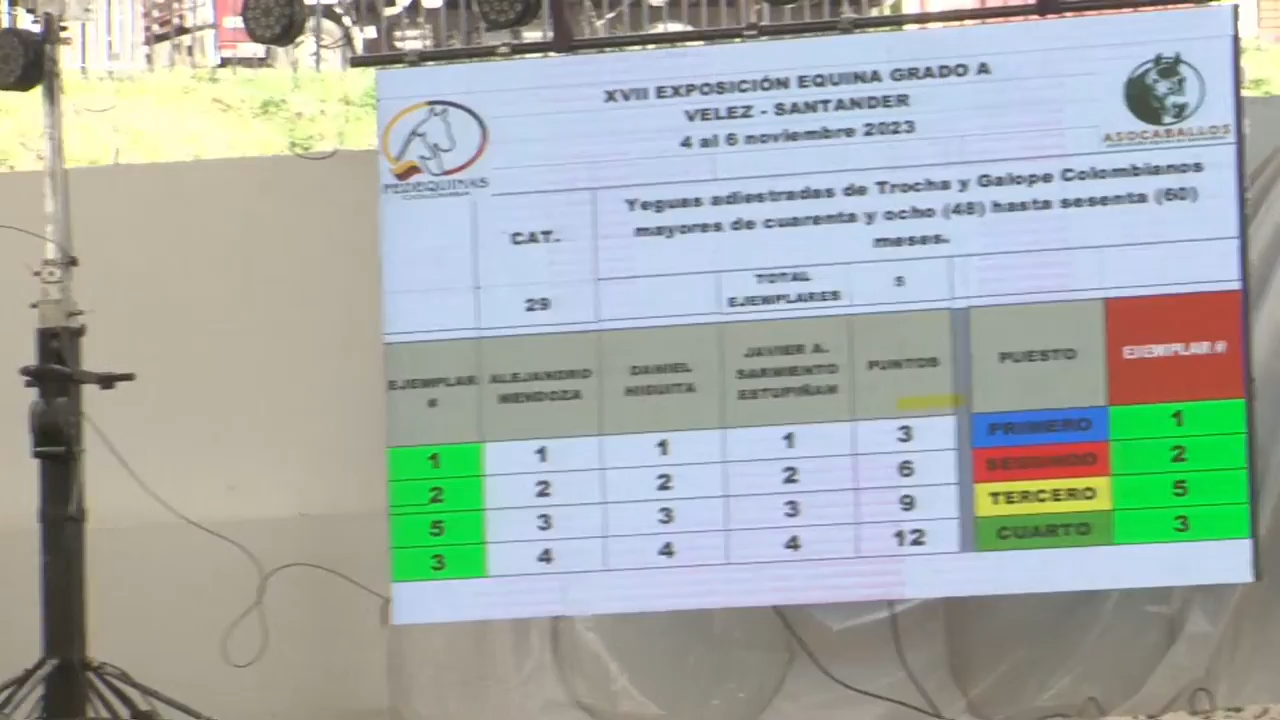 XVII EXPOSICIÓN EQUINA GRADO A
VELEZ - SANTANDER
4 al 6 noviembre 2023
FEDEQUINAS
COLOMBIA
ASOCABALLOS
CAT.
Yeguas adiestradas de Trocha y Galope Colombianos
mayores de cuarenta y ocho (48) hasta sesenta (60)
meses.
29
TOTAL
EJEMPLARES
5
EJEMPLAR
#
ALEJANDRO
MENDOZA
DANIEL
HIGUITA
JAVIER A.
SARMIENTO
ESTUPIÑAN
PUNTOS
PUESTO
EJEMPLAR #
1 1 1 1 3 PRIMERO 1
2 2 2 2 6 SEGUNDO 2
5 3 3 3 9 TERCERO 5
3 4 4 4 12 CUARTO 3